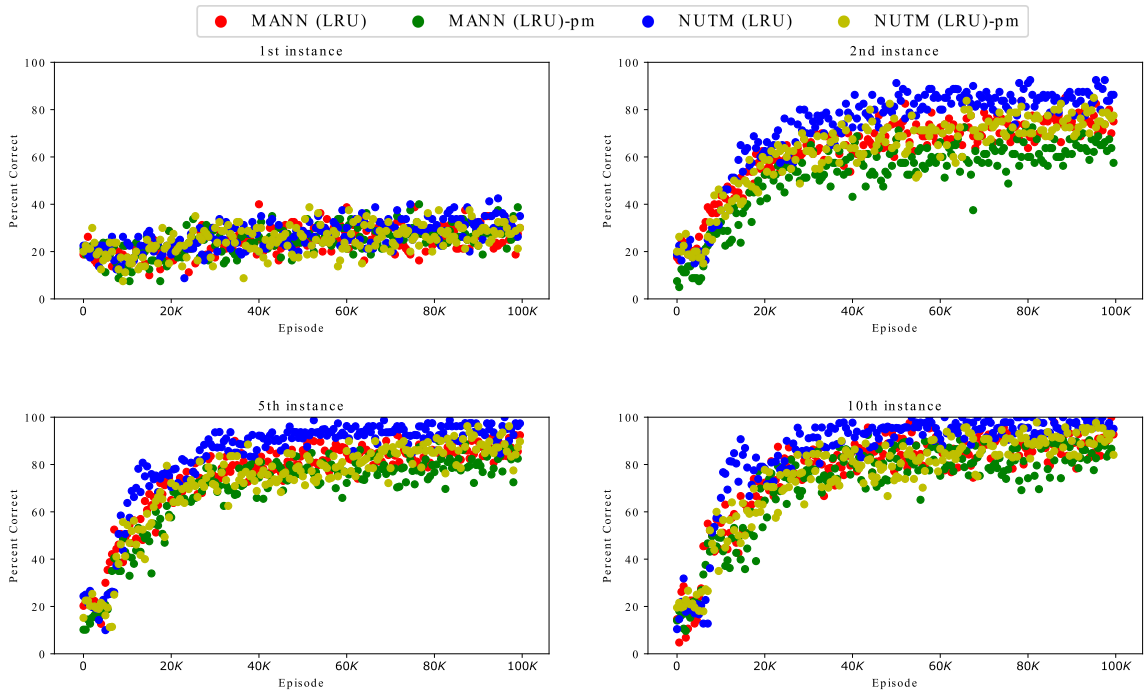 MANN (LRU) MANN (LRU)-pm NUTM (LRU) NUTM (LRU)-pm
1st instance
100
80
60
40
20
0
Percent Correct
0 20K 40K 60K 80K 100K
Episode
2nd instance
100
80
60
40
20
0
Percent Correct
0 20K 40K 60K 80K 100K
Episode
5th instance
100
80
60
40
20
0
Percent Correct
0 20K 40K 60K 80K 100K
Episode
10th instance
100
80
60
40
20
0
Percent Correct
0 20K 40K 60K 80K 100K
Episode